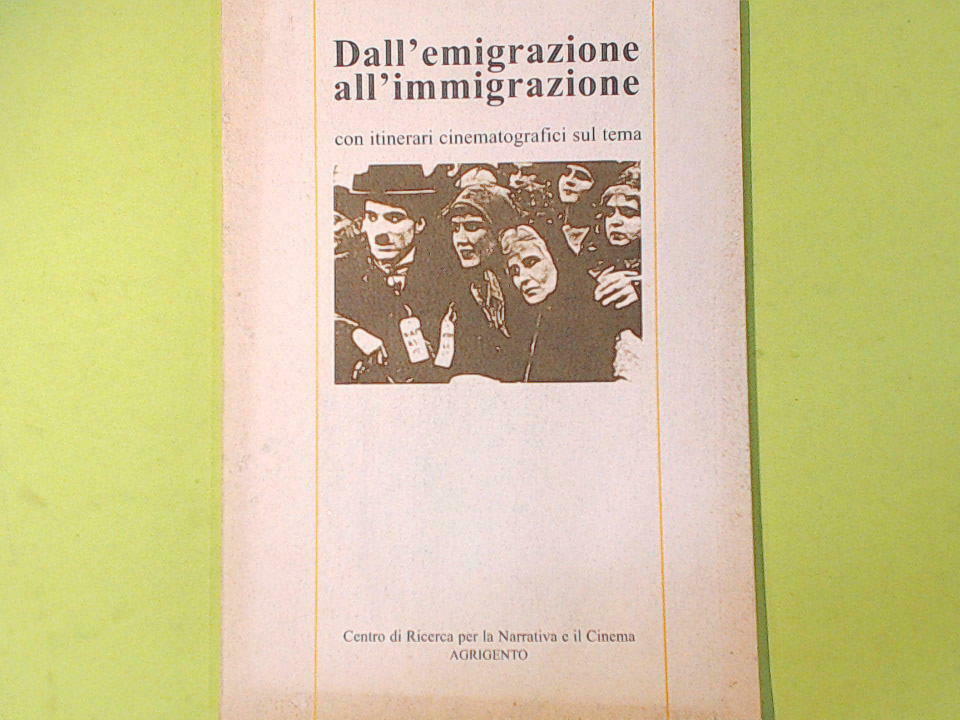 Dall'emigrazione
all'immigrazione
con itinerari cinematografici sul tema
Centro di Ricerca per la Narrativa e il Cinema
AGRIGENTO